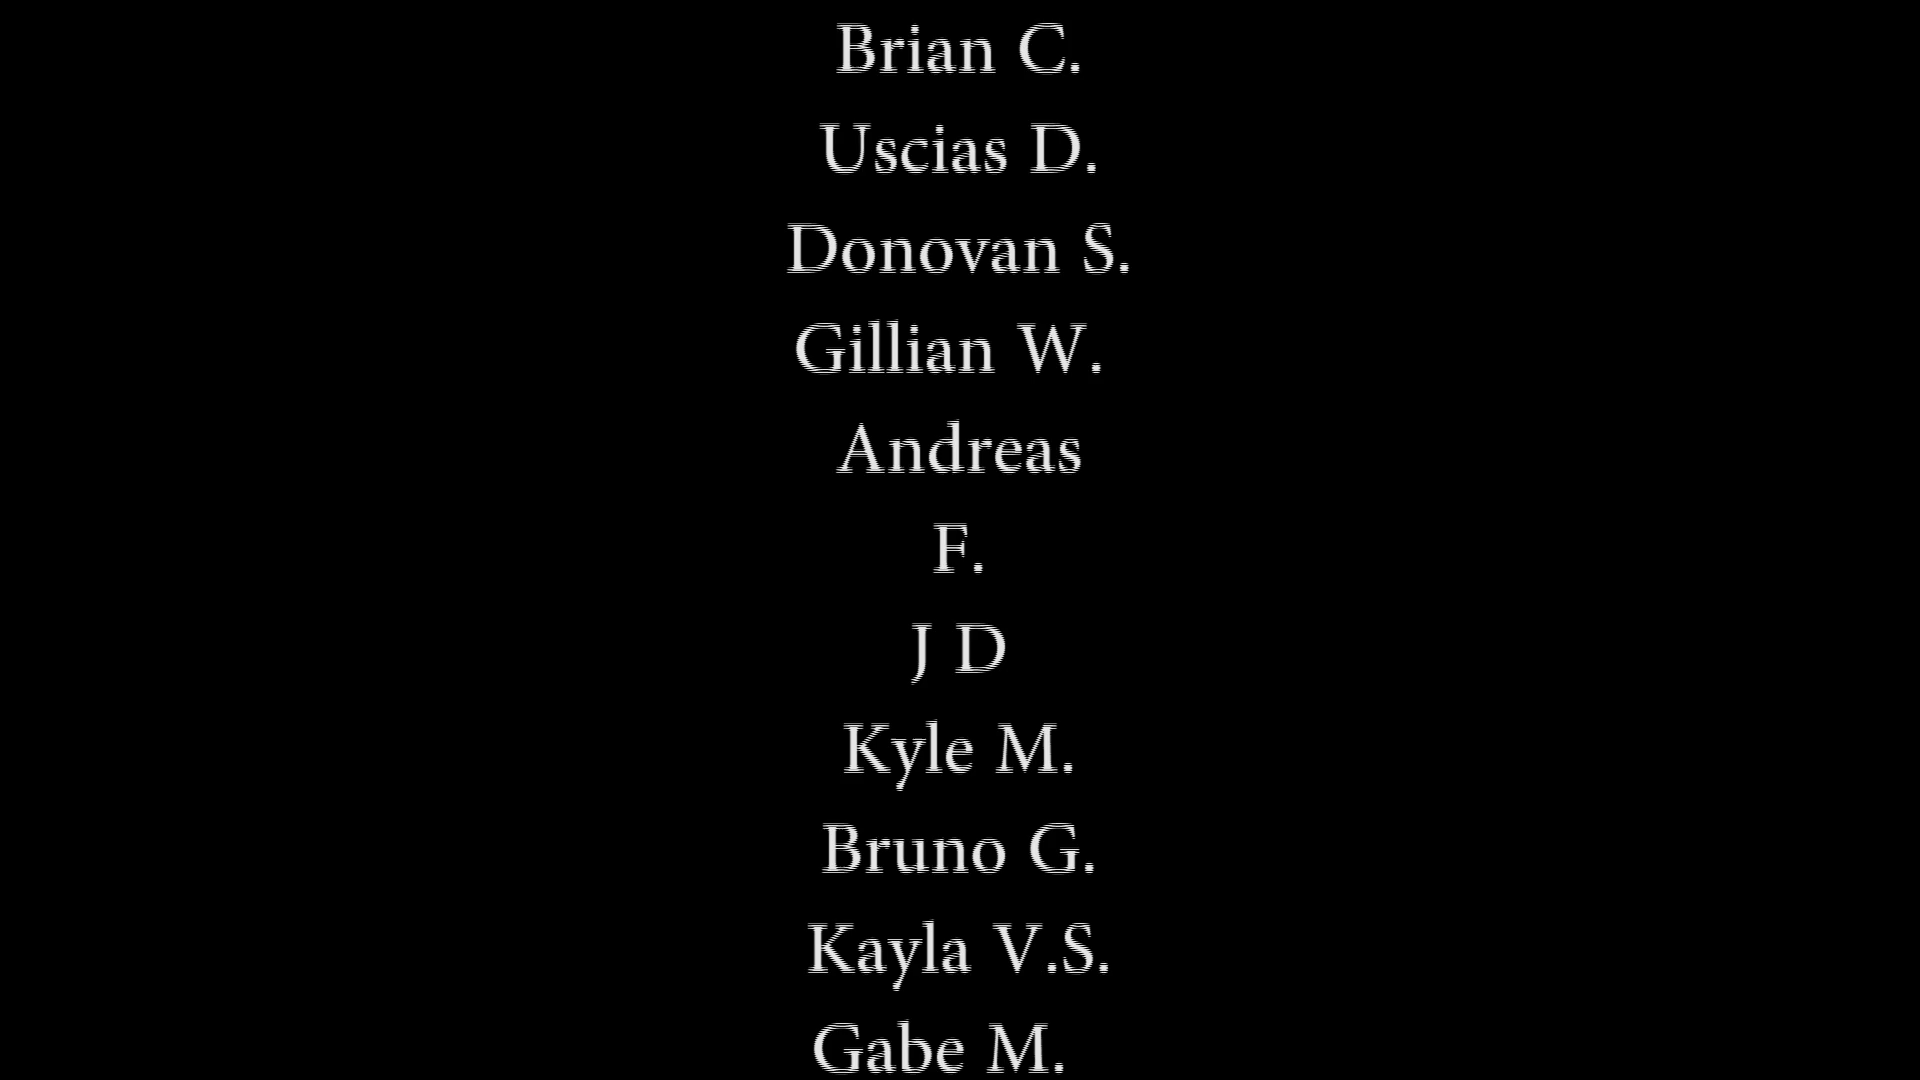 Brian C.
Uscias D.
Donovan S.
Gillian W.
Andreas
F.
J D
Kyle M.
Bruno G.
Kayla V.S.
Gabe M.